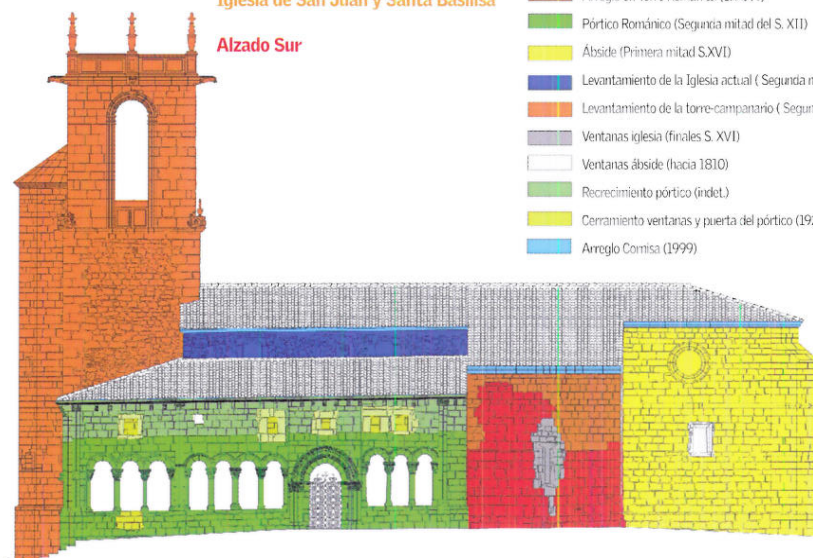 Iglesia de San Juan y Santa Basilisa
Alzado Sur
Pórtico Románico (Segunda mitad del S. XII)
Ábside (Primera mitad S.XVI)
Levantamiento de la Iglesia actual ( Segunda
Levantamiento de la torre-campanario (
Ventanas iglesia (finales S. XVI)
Ventanas ábside (hacia 1810)
Recrecimiento pórtico (indet.)
Cerramiento ventanas y puerta del pórtico
Arreglo Cornisa (1999)